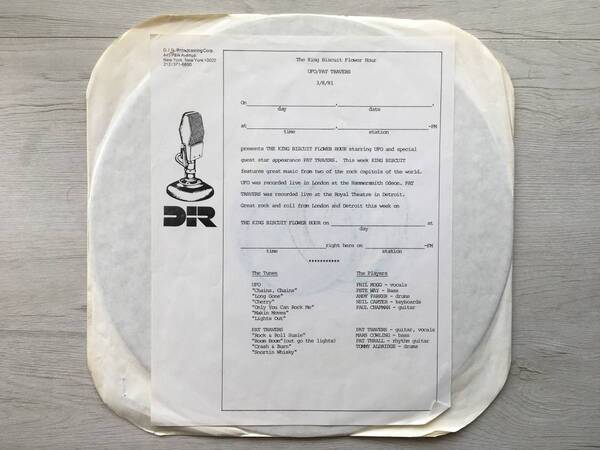 D.I.R. Broadcasting Corp.
445 Park Avenue
New York, New York 10022
212/371-6850
The King Biscuit Flower Hour
UFO/PAT TRAVERS
3/8/81
On , ,
day date
at , -FM
time station
presents THE KING BISCUIT FLOWER HOUR starring UFO and special
guest star appearance PAT TRAVERS. This week KING BISCUIT
features great music from two of the rock capitols of the world.
UFO was recorded live in London at the Hammersmith Odeon. PAT
TRAVERS was recorded live at the Royal Theatre in Detroit.
Great rock and roll from London and Detroit this week on
THE KING BISCUIT FLOWER HOUR on at
day
right here on -FM
time station
***********
The Tunes The Players
UFO PHIL MOGG - vocals
"Chains, Chains" PETE WAY - Bass
"Long Gone" ANDY PARKER - drums
"Cherry" NEIL CARTER - keyboards
"Only You Can Rock Me" PAUL CHAPMAN - guitar
"Makin Moves"
"Lights Out"
PAT TRAVERS PAT TRAVERS - guitar, vocals
"Rock & Roll Susie" MARS COWLING - bass
"Boom Boom"(out go the lights) PAT THRALL - rhythm guitar
"Crash & Burn" TOMMY ALDRIDGE - drums
"Snortin Whisky"
DIR